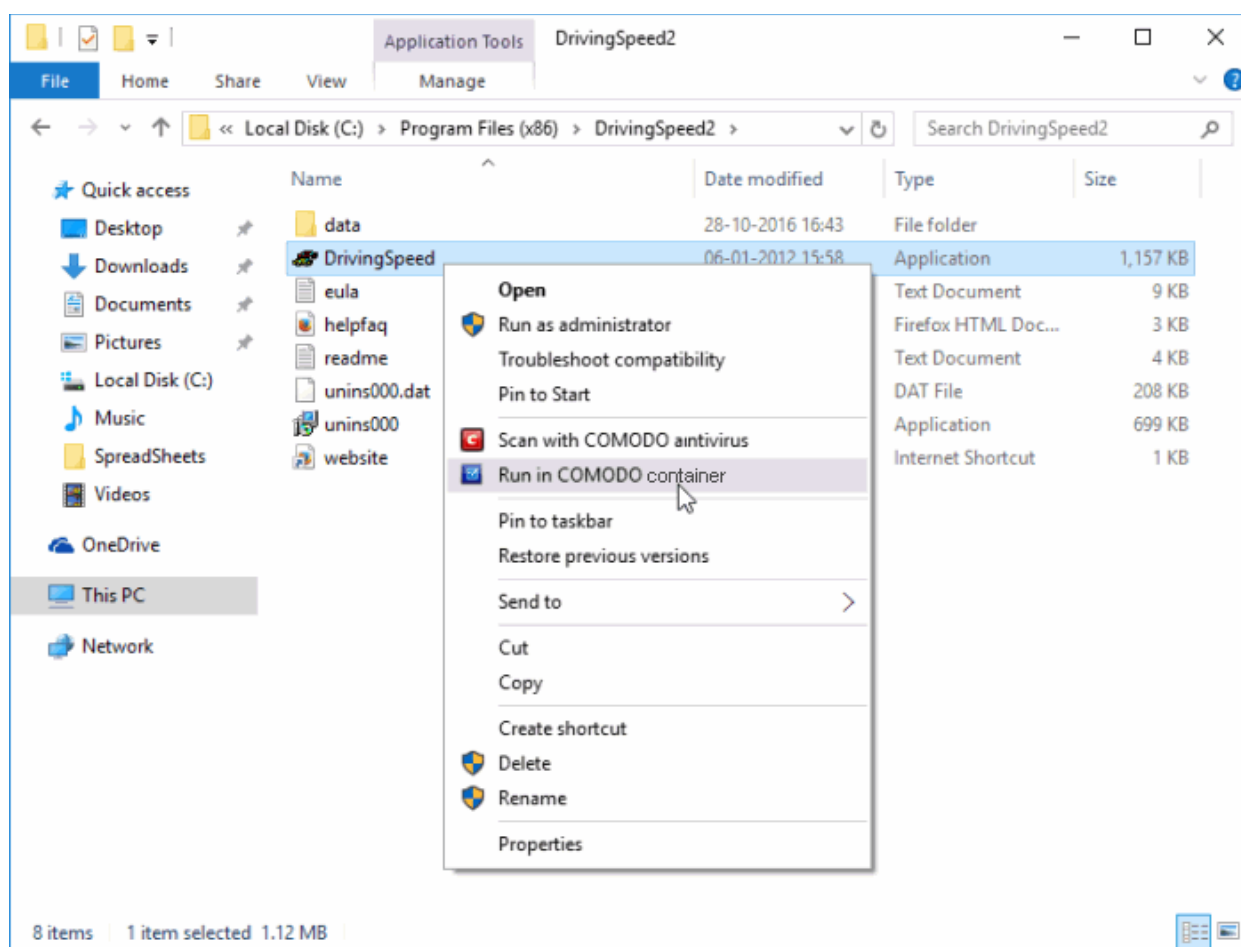 Application Tools DrivingSpeed2
File Home Share View Manage
« Local Disk (C:) > Program Files (x86) > DrivingSpeed2 > Search DrivingSpeed2
Name Date modified Type Size
Quick access
Desktop
Downloads
Documents
Pictures
Local Disk (C:)
Music
SpreadSheets
Videos
OneDrive
This PC
Network
data 28-10-2016 16:43 File folder
DrivingSpeed 06-01-2012 15:58 Application 1,157 KB
eula Text Document 9 KB
helpfaq Firefox HTML Doc... 3 KB
readme Text Document 4 KB
unins000.dat DAT File 208 KB
unins000 Application 699 KB
website Internet Shortcut 1 KB
Open
Run as administrator
Troubleshoot compatibility
Pin to Start
Scan with COMODO antivirus
Run in COMODO container
Pin to taskbar
Restore previous versions
Send to
Cut
Copy
Create shortcut
Delete
Rename
Properties
8 items 1 item selected 1.12 MB